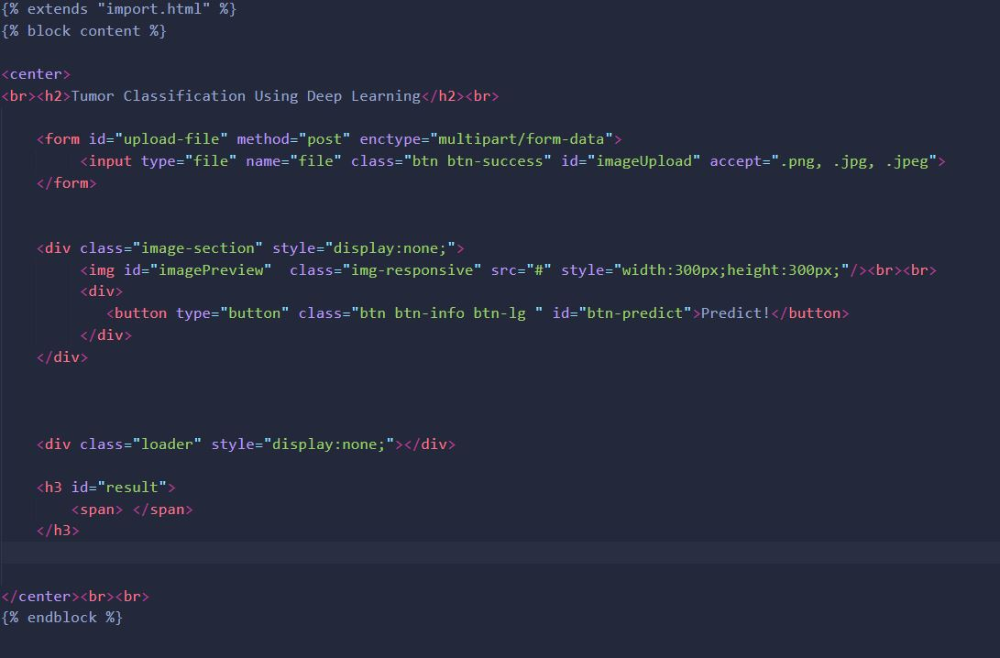 {% extends "import.html" %}
{% block content %}
<center>
<br><h2>Tumor Classification Using Deep Learning</h2><br>
<form id="upload-file" method="post" enctype="multipart/form-data">
<input type="file" name="file" class="btn btn-success" id="imageUpload" accept=".png, .jpg, .jpeg">
</form>
<div class="image-section" style="display:none;">
<img id="imagePreview"  class="img-responsive" src="#" style="width:300px;height:300px;"/><br><br>
<div>
<button type="button" class="btn btn-info btn-lg " id="btn-predict">Predict!</button>
</div>
</div>
<div class="loader" style="display:none;"></div>
<h3 id="result">
<span> </span>
</h3>
</center><br><br>
{% endblock %}